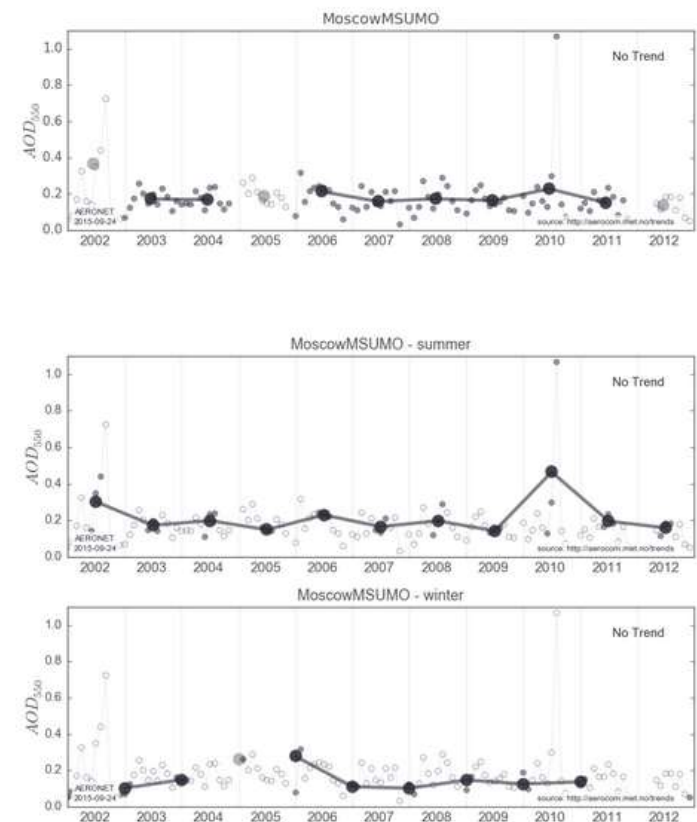 MoscowMSUMO
No Trend
1.0
0.8
0.6
0.4
0.2
0.0
AOD550
AERONET
2015-09-24
source: http://aerocom.met.no/trends
2002 2003 2004 2005 2006 2007 2008 2009 2010 2011 2012
MoscowMSUMO - summer
No Trend
1.0
0.8
0.6
0.4
0.2
0.0
AOD550
AERONET
2015-09-24
source: http://aerocom.met.no/trends
2002 2003 2004 2005 2006 2007 2008 2009 2010 2011 2012
MoscowMSUMO - winter
No Trend
1.0
0.8
0.6
0.4
0.2
0.0
AOD550
AERONET
2015-09-24
source: http://aerocom.met.no/trends
2002 2003 2004 2005 2006 2007 2008 2009 2010 2011 2012